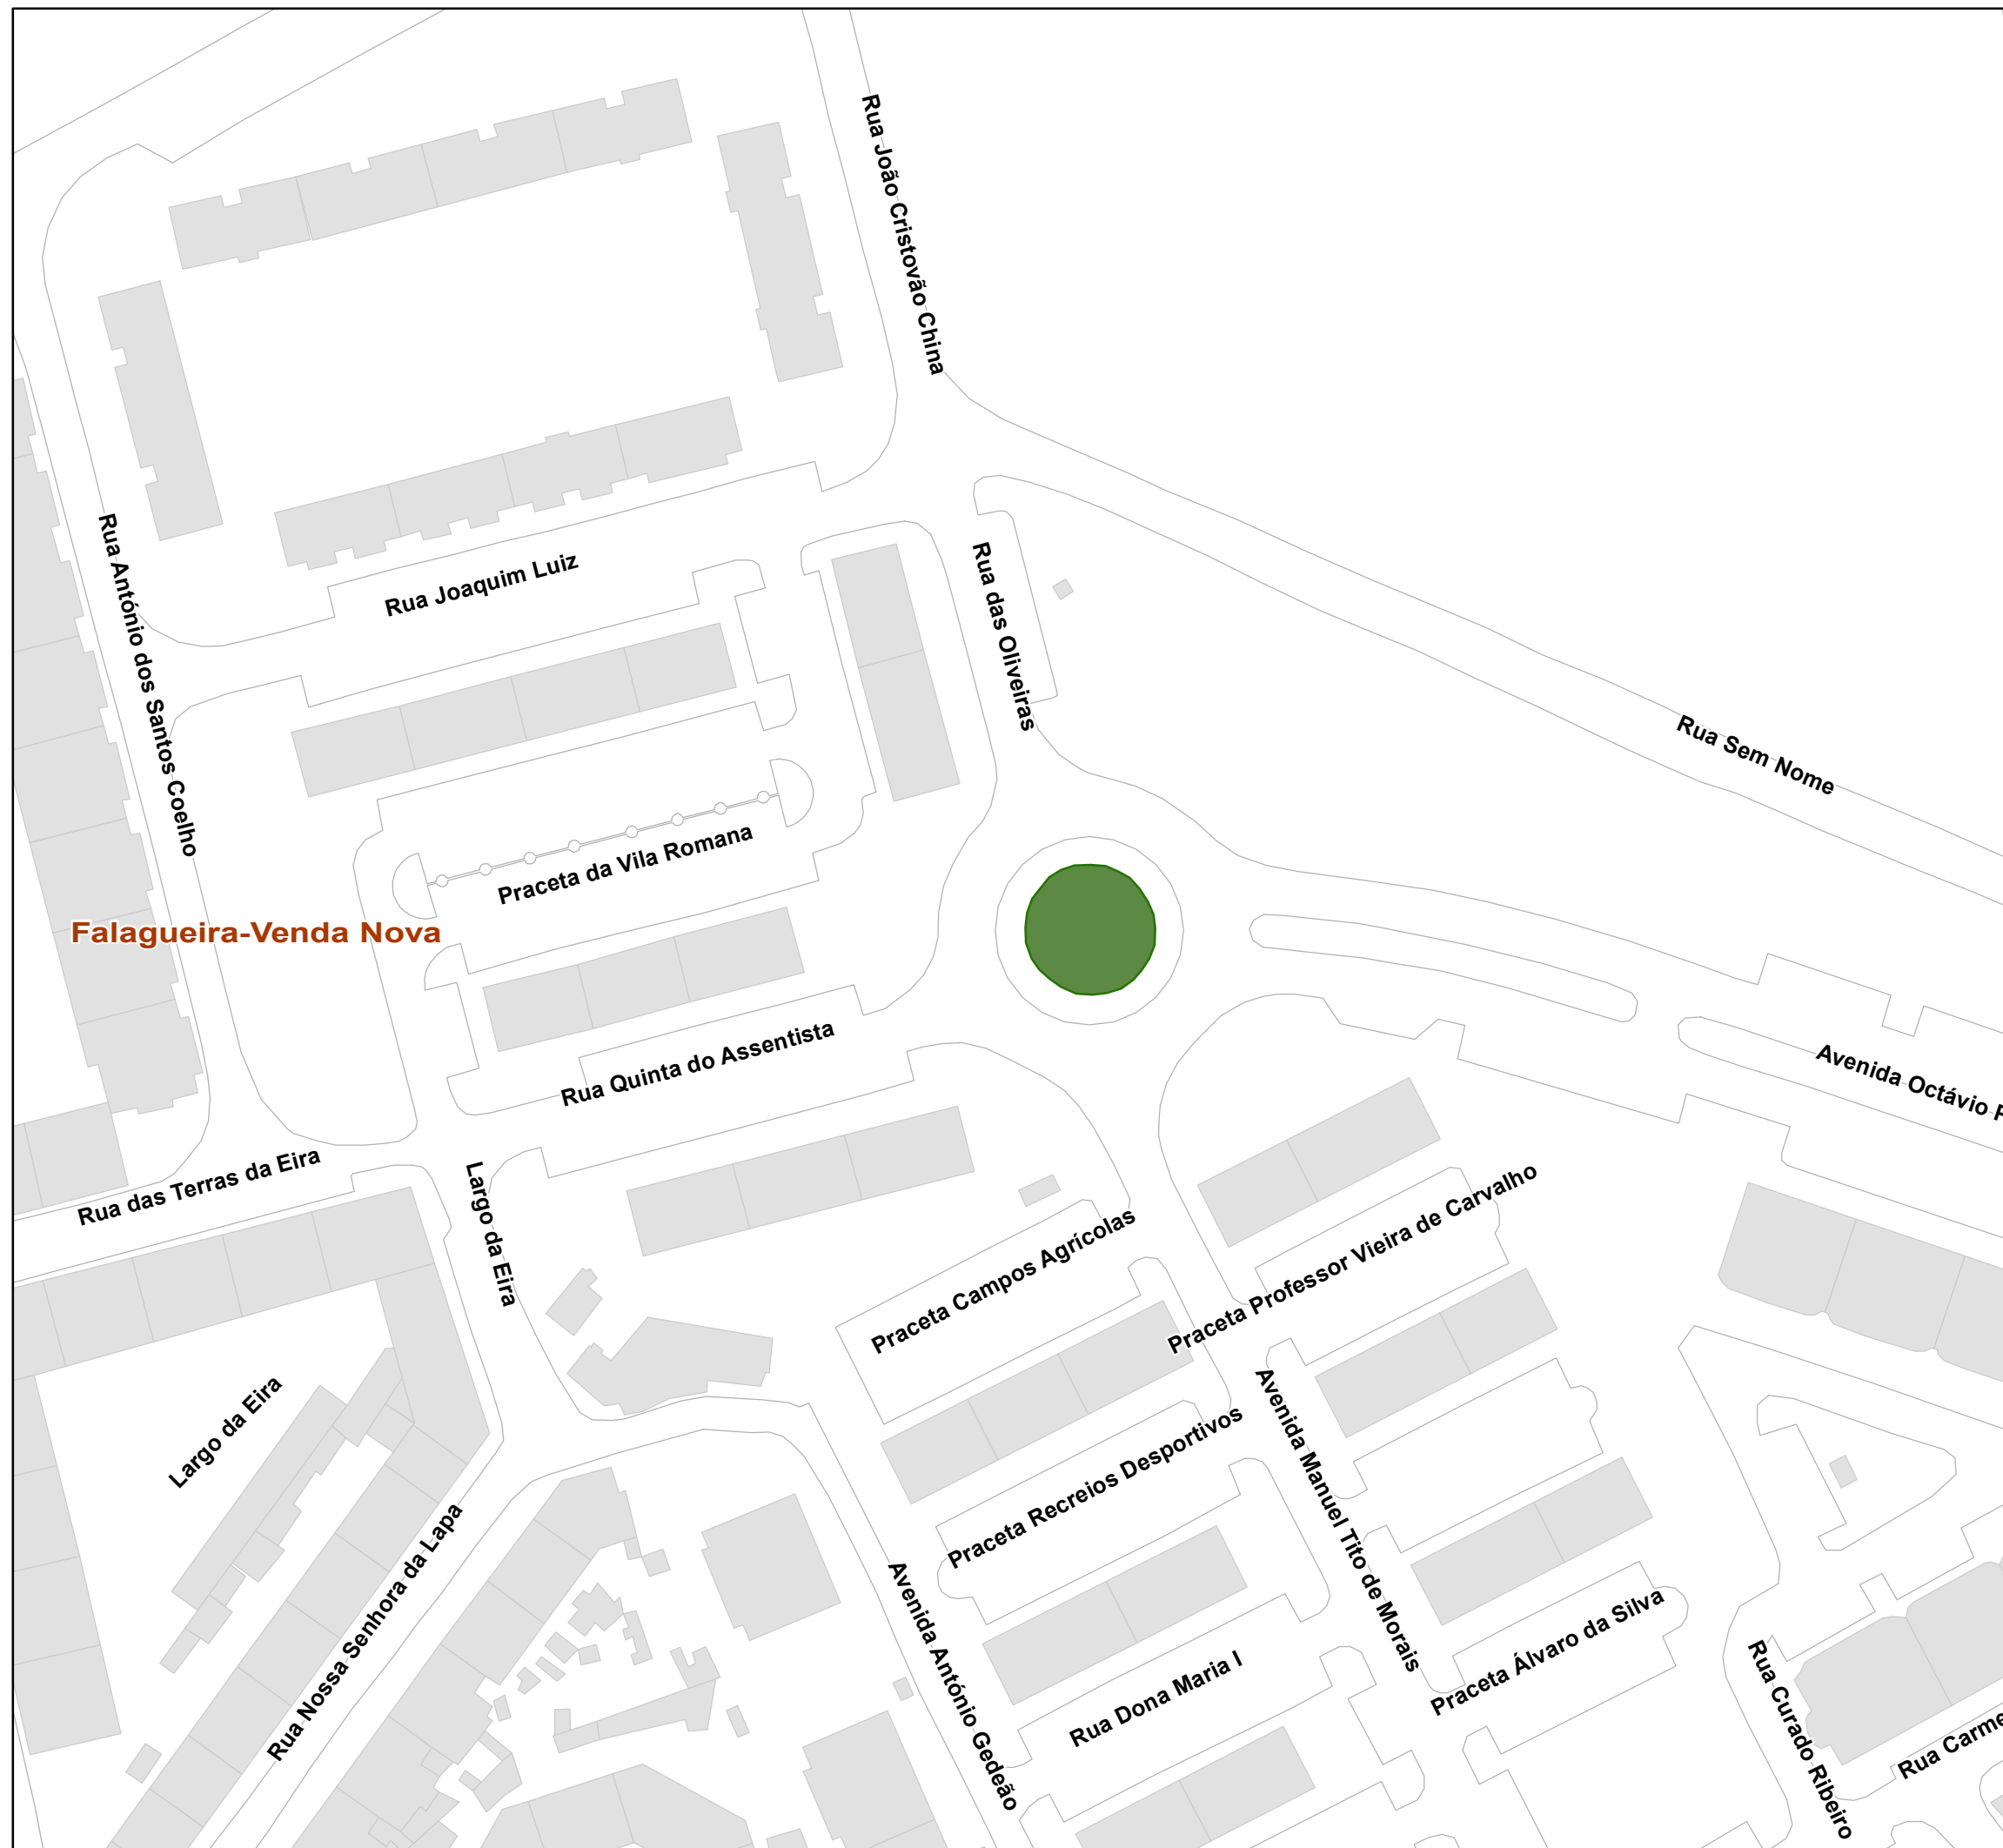 Rua João Cristovão China
Rua António dos Santos Coelho
Rua Joaquim Luiz
Rua das Oliveiras
Rua Sem Nome
Praceta da Vila Romana
Falagueira-Venda Nova
Rua Quinta do Assentista
Avenida Octávio
Rua das Terras da Eira
Largo da Eira
Praceta Campos Agrícolas
Praceta Professor Vieira de Carvalho
Largo da Eira
Praceta Recreios Desportivos
Avenida Manuel Tito de Morais
Rua Nossa Senhora da Lapa
Avenida António Gedeão
Rua Dona Maria I
Praceta Álvaro da Silva
Rua Curado Ribeiro
Rua Carme